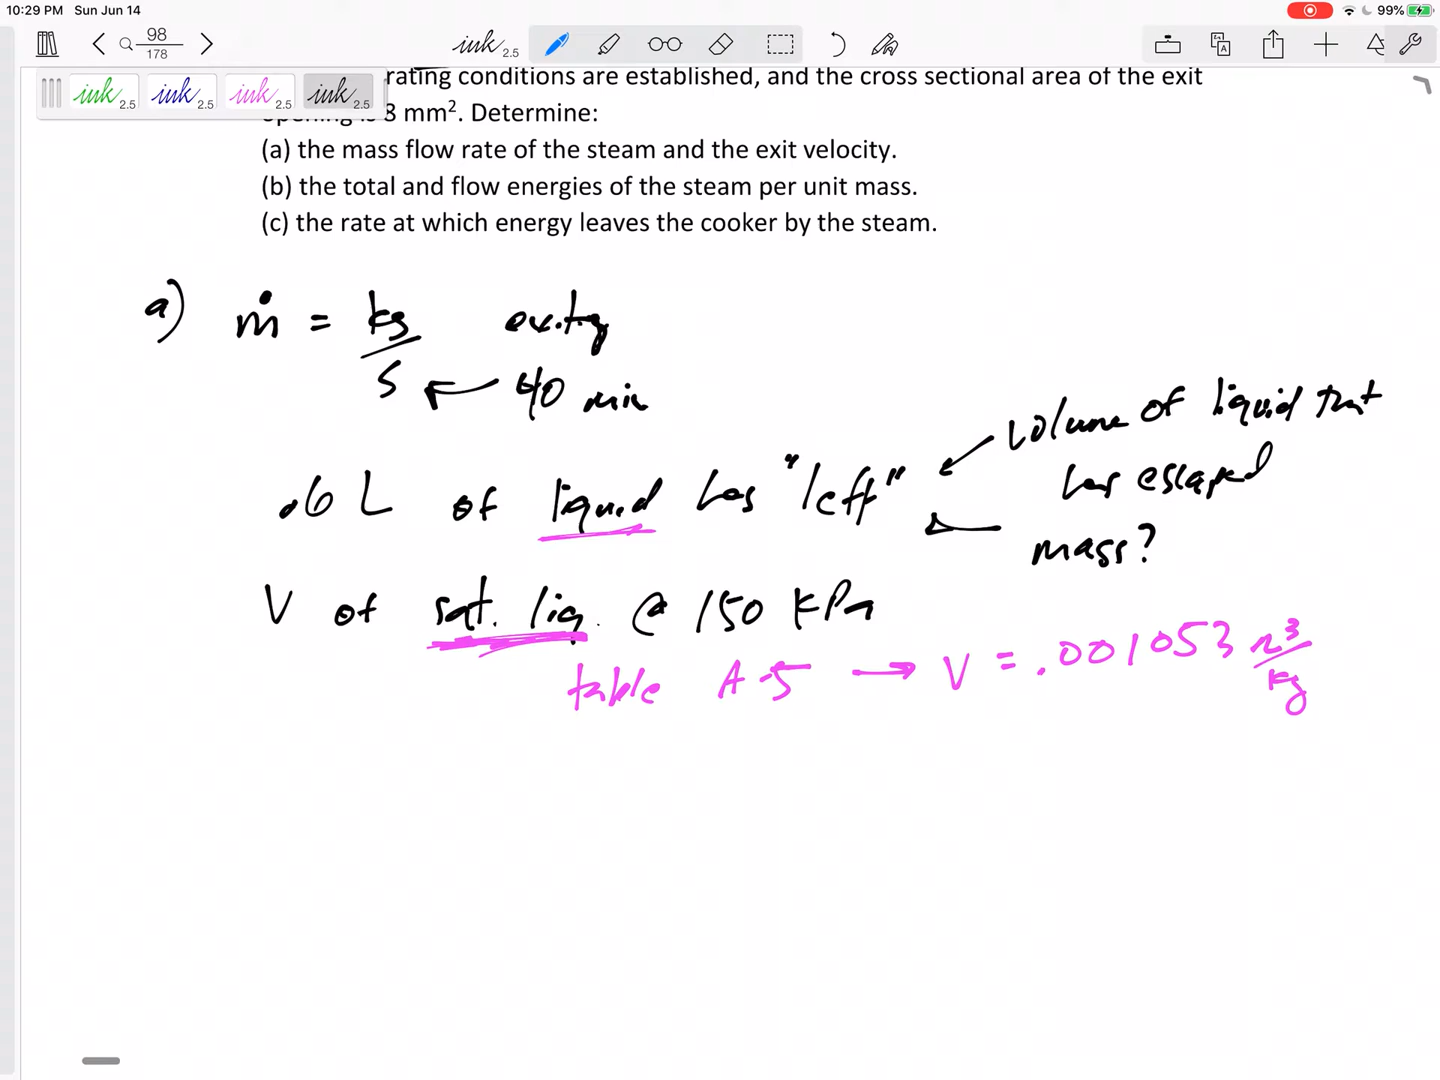 10:29 PM Sun Jun 14
99%
98
178
ink 2.5
ink 2.5 ink 2.5 ink 2.5 ink 2.5
rating conditions are established, and the cross sectional area of the exit
8 mm². Determine:
(a) the mass flow rate of the steam and the exit velocity.
(b) the total and flow energies of the steam per unit mass.
(c) the rate at which energy leaves the cooker by the steam.
a) ṁ = kg/s exiting
← 40 min
.6 L of liquid has "left" ← volume of liquid that
has escaped
← mass?
V of sat. liq. @ 150 kPa
table A-5 → V = .001053 m³/kg